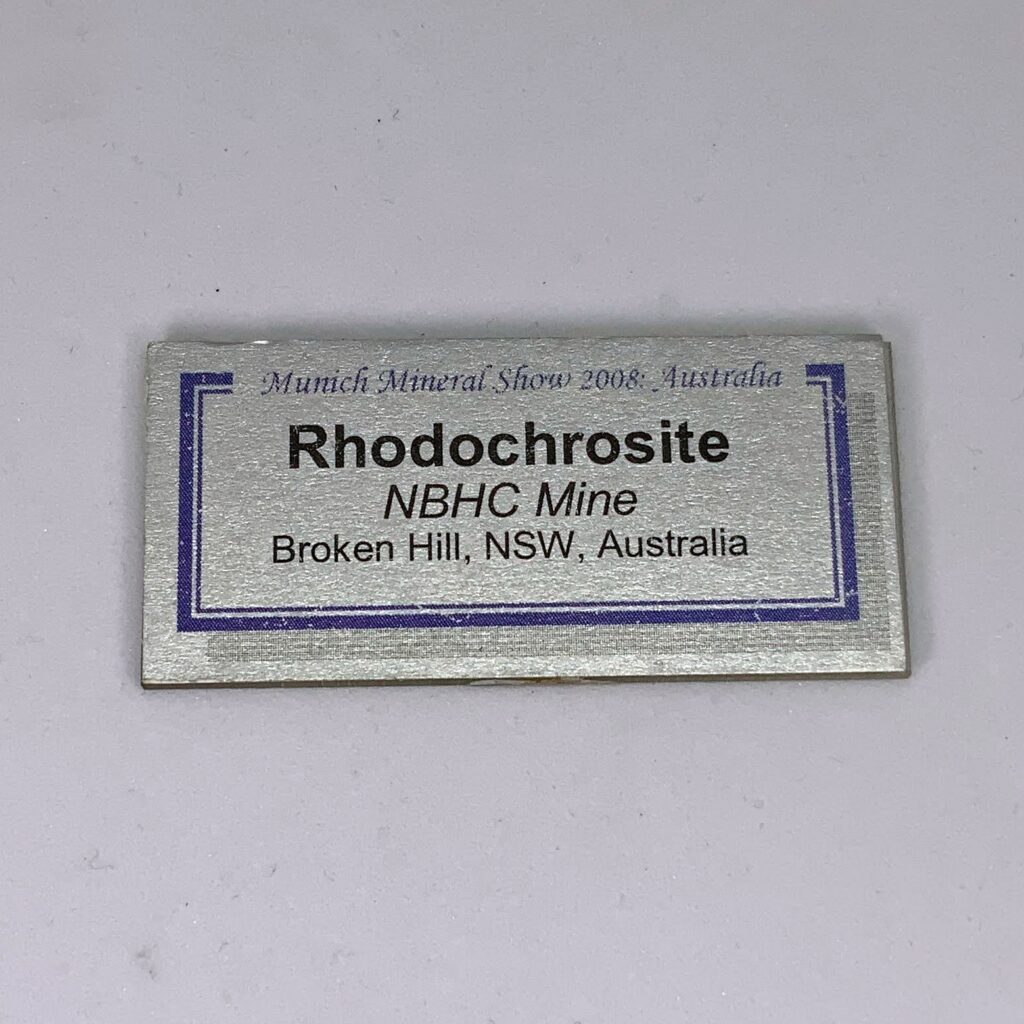 Munich Mineral Show 2008: Australia
Rhodochrosite
NBHC Mine
Broken Hill, NSW, Australia